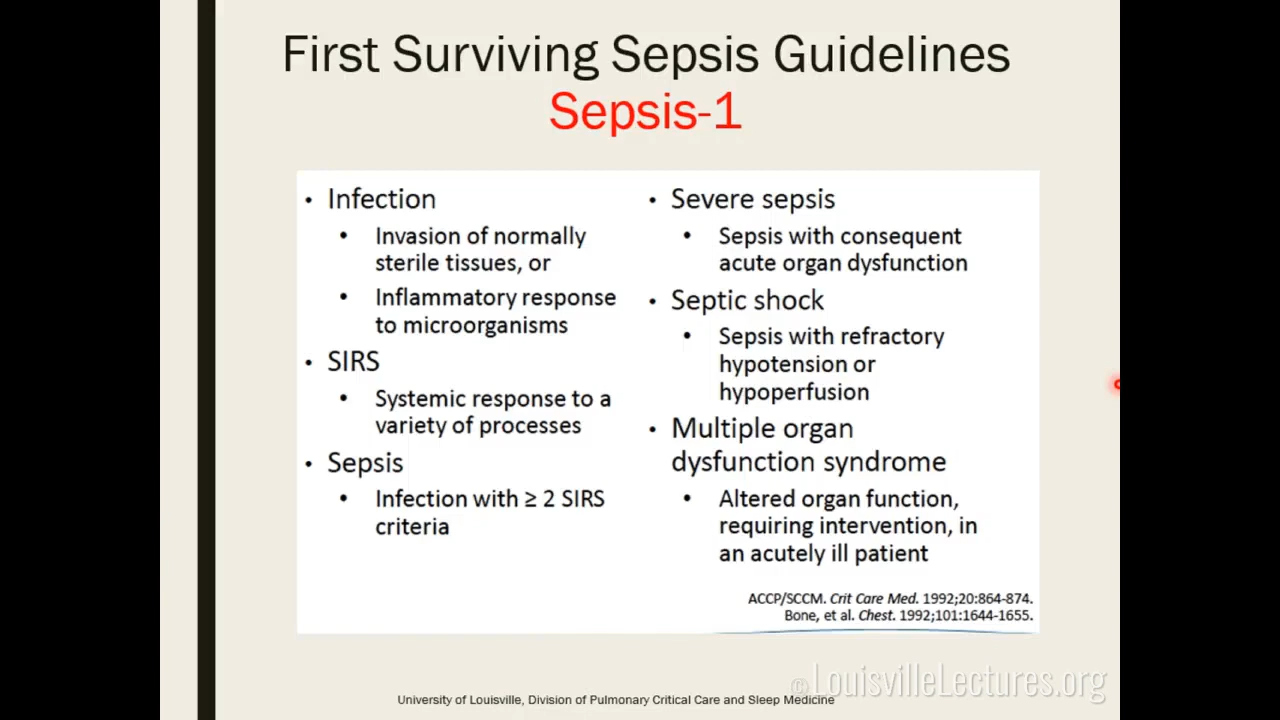 First Surviving Sepsis Guidelines
Sepsis-1
• Infection
• Invasion of normally
sterile tissues, or
• Inflammatory response
to microorganisms
• SIRS
• Systemic response to a
variety of processes
• Sepsis
• Infection with ≥ 2 SIRS
criteria
• Severe sepsis
• Sepsis with consequent
acute organ dysfunction
• Septic shock
• Sepsis with refractory
hypotension or
hypoperfusion
• Multiple organ
dysfunction syndrome
• Altered organ function,
requiring intervention, in
an acutely ill patient
ACCP/SCCM. Crit Care Med. 1992;20:864-874.
Bone, et al. Chest. 1992;101:1644-1655.
©LouisvilleLectures.org
University of Louisville, Division of Pulmonary Critical Care and Sleep Medicine